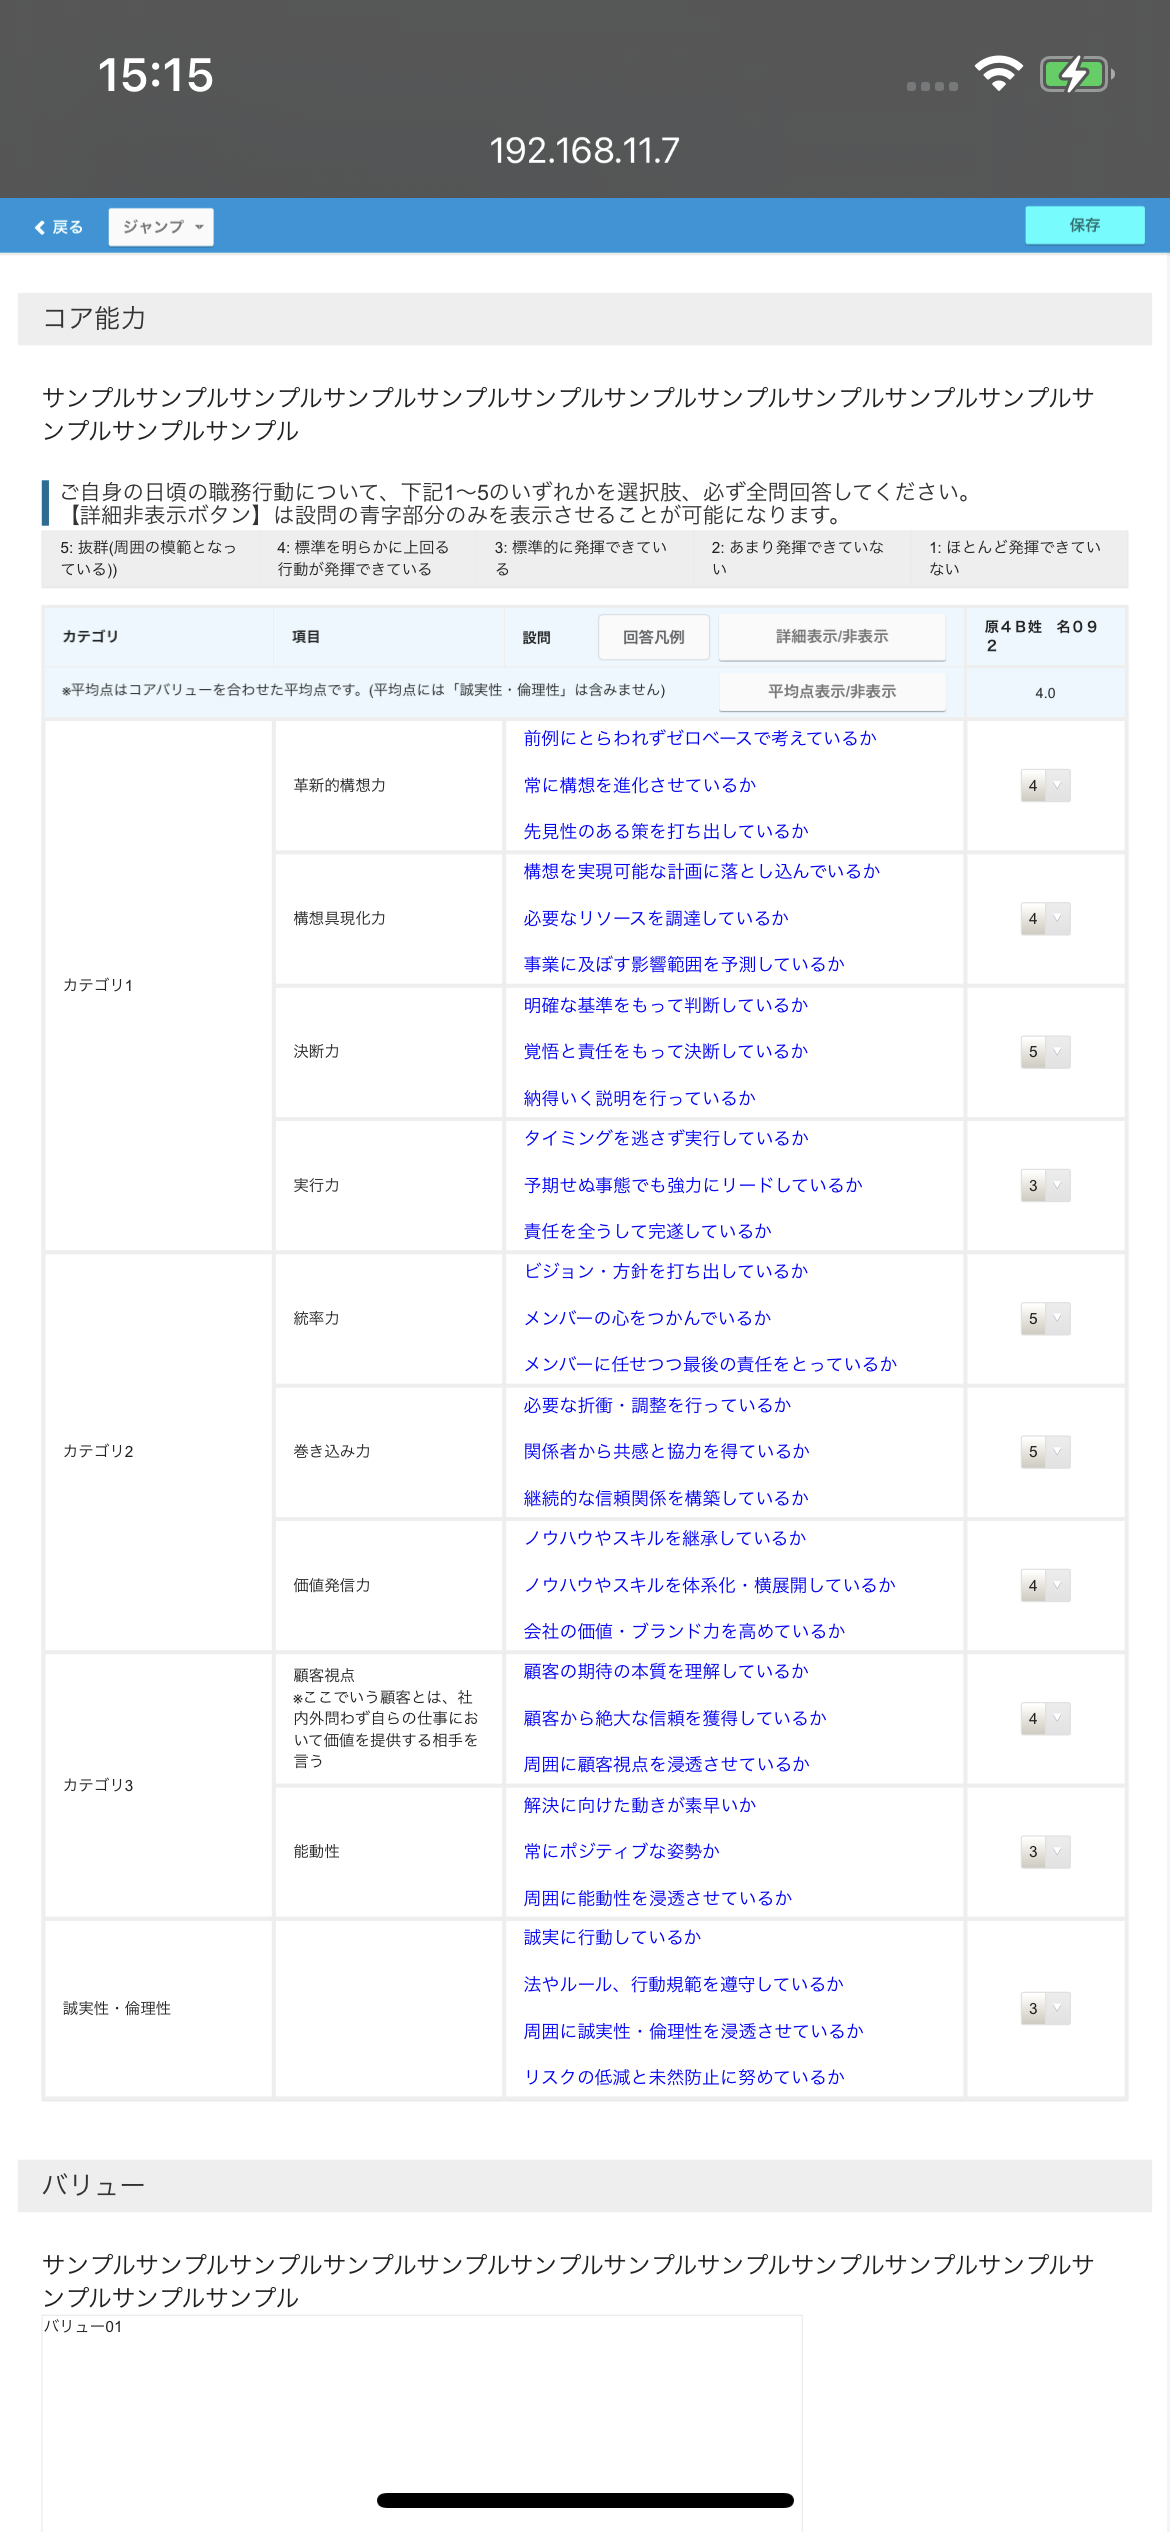 15:15
192.168.11.7
戻る
ジャンプ
保存
コア能力
サンプルサンプルサンプルサンプルサンプルサンプルサンプルサンプルサンプルサンプルサンプルサ
ンプルサンプルサンプル
ご自身の日頃の職務行動について、下記1〜5のいずれかを選択肢、必ず全問回答してください。
【詳細非表示ボタン】は設問の青字部分のみを表示させることが可能になります。
5: 抜群(周囲の模範となっ
ている))
4: 標準を明らかに上回る
行動が発揮できている
3: 標準的に発揮できてい
る
2: あまり発揮できていな
い
1: ほとんど発揮できてい
ない
カテゴリ
項目
設問
回答凡例
詳細表示/非表示
原４Ｂ姓　名０９
２
※平均点はコアバリューを合わせた平均点です。(平均点には「誠実性・倫理性」は含みません)
平均点表示/非表示
4.0
カテゴリ1
革新的構想力
前例にとらわれずゼロベースで考えているか
常に構想を進化させているか
先見性のある策を打ち出しているか
4
構想具現化力
構想を実現可能な計画に落とし込んでいるか
必要なリソースを調達しているか
事業に及ぼす影響範囲を予測しているか
4
決断力
明確な基準をもって判断しているか
覚悟と責任をもって決断しているか
納得いく説明を行っているか
5
実行力
タイミングを逃さず実行しているか
予期せぬ事態でも強力にリードしているか
責任を全うして完遂しているか
3
カテゴリ2
統率力
ビジョン・方針を打ち出しているか
メンバーの心をつかんでいるか
メンバーに任せつつ最後の責任をとっているか
5
巻き込み力
必要な折衝・調整を行っているか
関係者から共感と協力を得ているか
継続的な信頼関係を構築しているか
5
価値発信力
ノウハウやスキルを継承しているか
ノウハウやスキルを体系化・横展開しているか
会社の価値・ブランド力を高めているか
4
カテゴリ3
顧客視点
※ここでいう顧客とは、社
内外問わず自らの仕事にお
いて価値を提供する相手を
言う
顧客の期待の本質を理解しているか
顧客から絶大な信頼を獲得しているか
周囲に顧客視点を浸透させているか
4
能動性
解決に向けた動きが素早いか
常にポジティブな姿勢か
周囲に能動性を浸透させているか
3
誠実性・倫理性
誠実に行動しているか
法やルール、行動規範を遵守しているか
周囲に誠実性・倫理性を浸透させているか
リスクの低減と未然防止に努めているか
3
バリュー
サンプルサンプルサンプルサンプルサンプルサンプルサンプルサンプルサンプルサンプルサンプルサ
ンプルサンプルサンプル
バリュー01